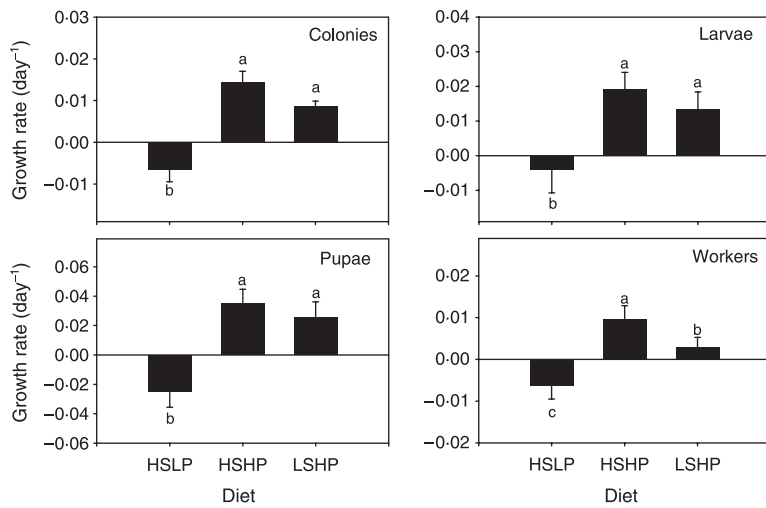 Colonies
Growth rate (day⁻¹)
0·03
0·02
0·01
0·00
−0·01
a
a
b
Larvae
0·04
0·03
0·02
0·01
0·00
−0·01
a
a
b
Pupae
Growth rate (day⁻¹)
0·06
0·04
0·02
0·00
−0·02
−0·04
−0·06
a
a
b
HSLP HSHP LSHP
Diet
Workers
0·02
0·01
0·00
−0·01
−0·02
a
b
c
HSLP HSHP LSHP
Diet